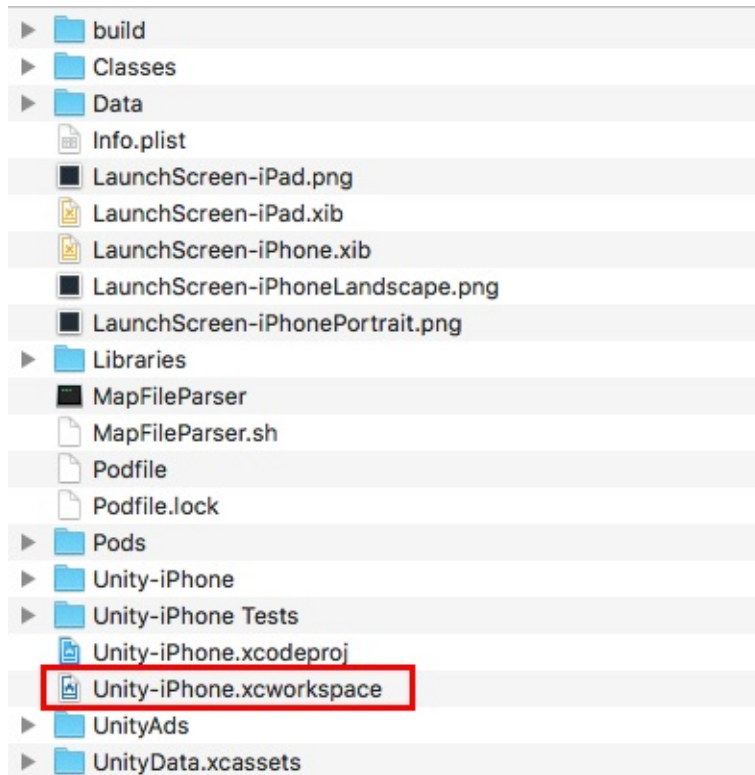 build
Classes
Data
Info.plist
LaunchScreen-iPad.png
LaunchScreen-iPad.xib
LaunchScreen-iPhone.xib
LaunchScreen-iPhoneLandscape.png
LaunchScreen-iPhonePortrait.png
Libraries
MapFileParser
MapFileParser.sh
Podfile
Podfile.lock
Pods
Unity-iPhone
Unity-iPhone Tests
Unity-iPhone.xcodeproj
Unity-iPhone.xcworkspace
UnityAds
UnityData.xcassets